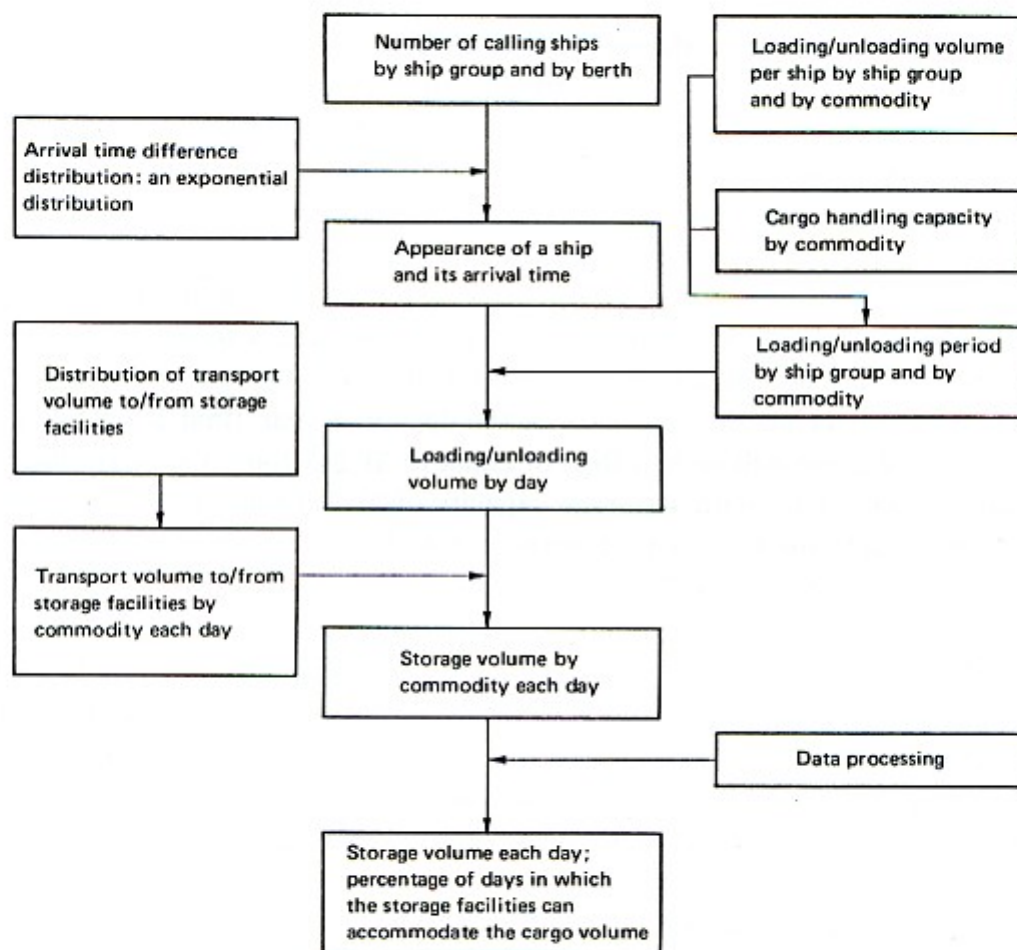 Number of calling ships
by ship group and by berth
Loading/unloading volume
per ship by ship group
and by commodity
Arrival time difference
distribution: an exponential
distribution
Cargo handling capacity
by commodity
Appearance of a ship
and its arrival time
Loading/unloading period
by ship group and by
commodity
Distribution of transport
volume to/from storage
facilities
Loading/unloading
volume by day
Transport volume to/from
storage facilities by
commodity each day
Storage volume by
commodity each day
Data processing
Storage volume each day;
percentage of days in which
the storage facilities can
accommodate the cargo volume